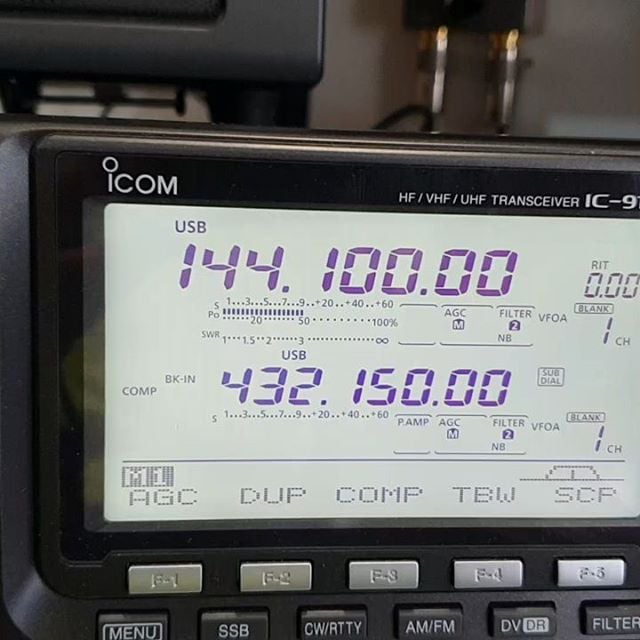 ICOM
HF/VHF/UHF TRANSCEIVER IC-91
USB
144.100.00
RIT
0.00
S 1...3...5...7...9..+20..+40..+60
Po 20 50 100%
SWR 1...1.5..2....3 ∞
AGC
M
FILTER
2
NB
VFOA
BLANK
1 CH
USB
COMP BK-IN 432.150.00 SUB DIAL
S 1...3...5...7...9..+20..+40..+60
P.AMP
AGC
M
FILTER
2
NB
VFOA
BLANK
1 CH
M1
AGC DUP COMP TBW SCP
F-1 F-2 F-3 F-4 F-5
MENU SSB CW/RTTY AM/FM DV DR FILTER